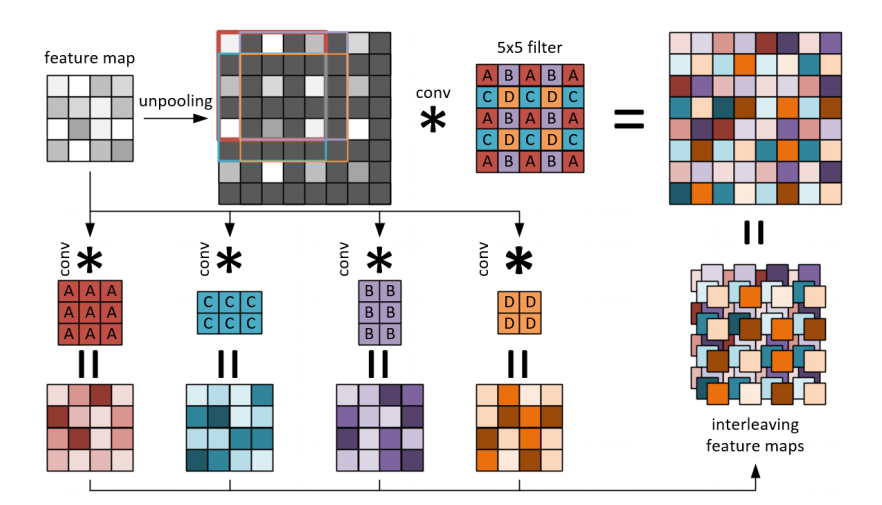 feature map
unpooling
conv
*
5x5 filter
A B A B A
C D C D C
A B A B A
C D C D C
A B A B A
=
conv
*
A A A
A A A
A A A
=
conv
*
C C C
C C C
=
conv
*
B B
B B
B B
=
conv
*
D D
D D
=
=
interleaving
feature maps